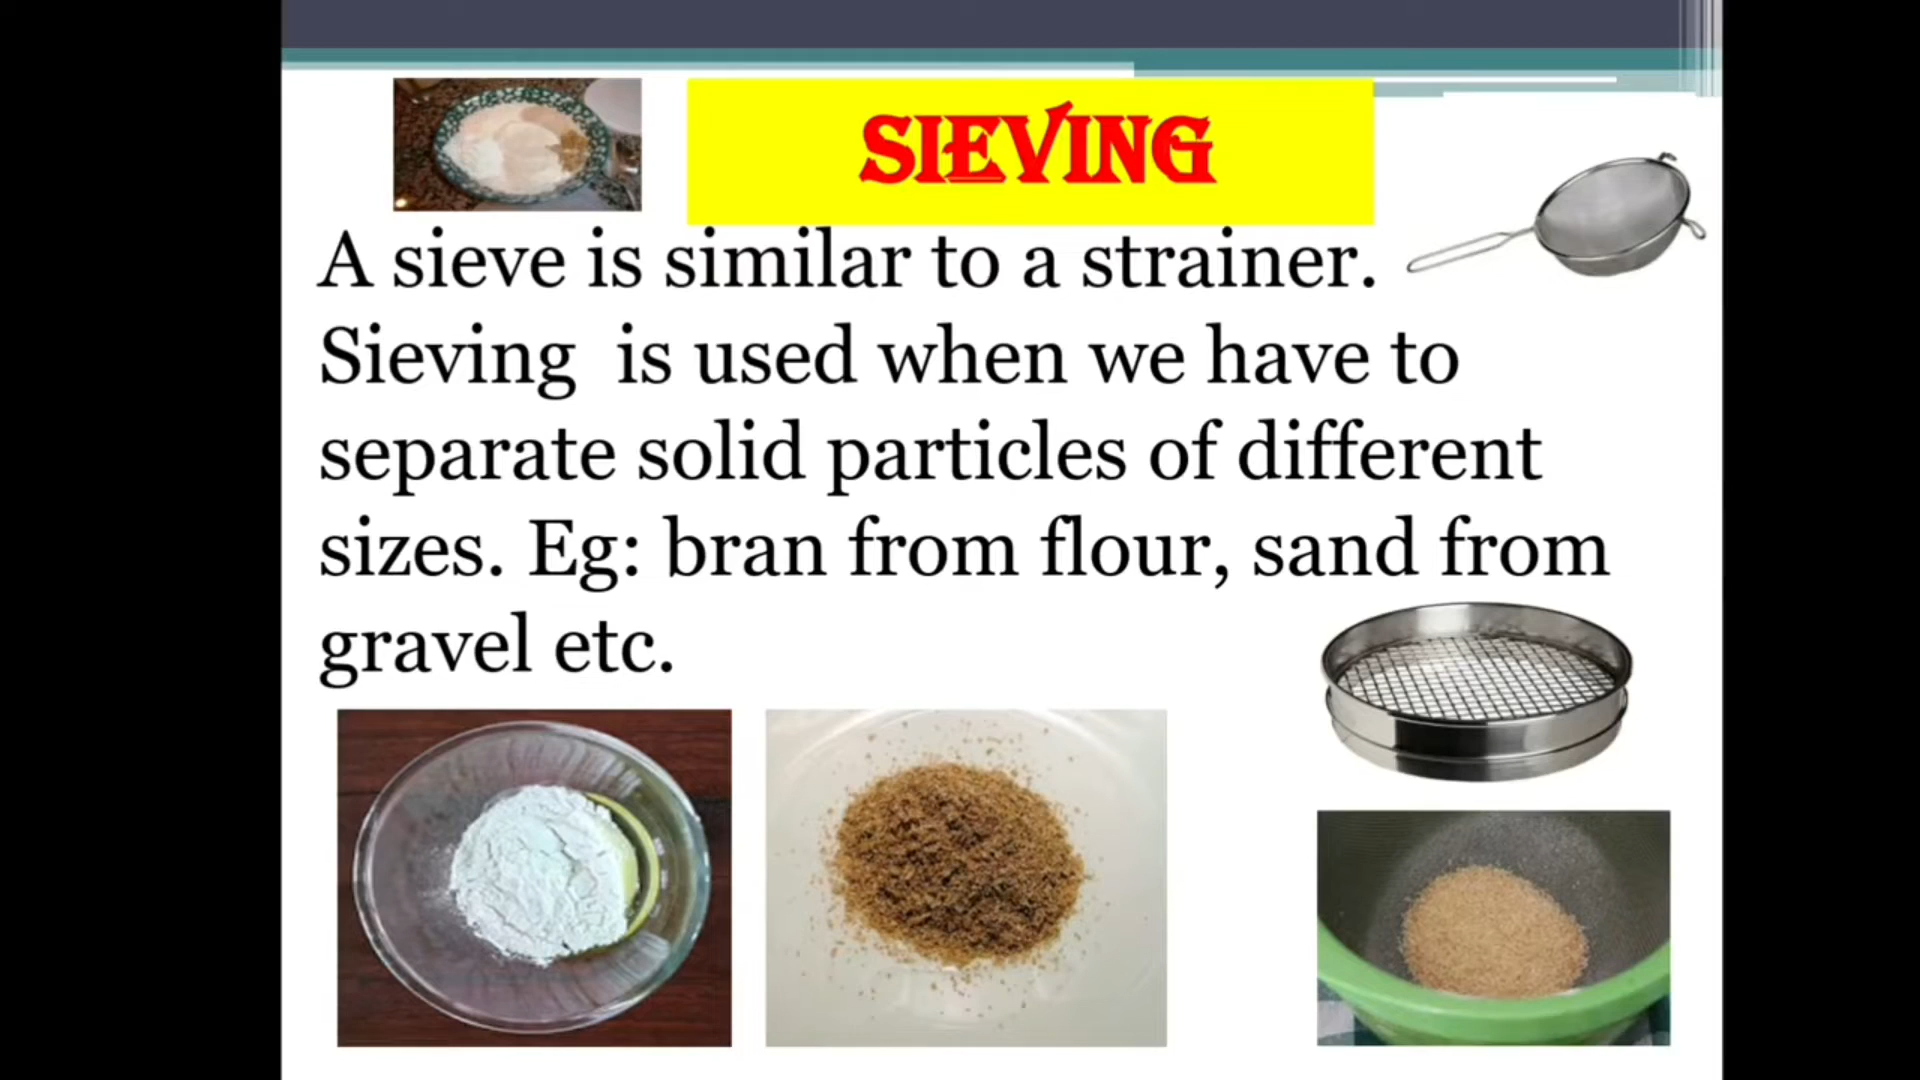 SIEVING
A sieve is similar to a strainer.
Sieving is used when we have to
separate solid particles of different
sizes. Eg: bran from flour, sand from
gravel etc.